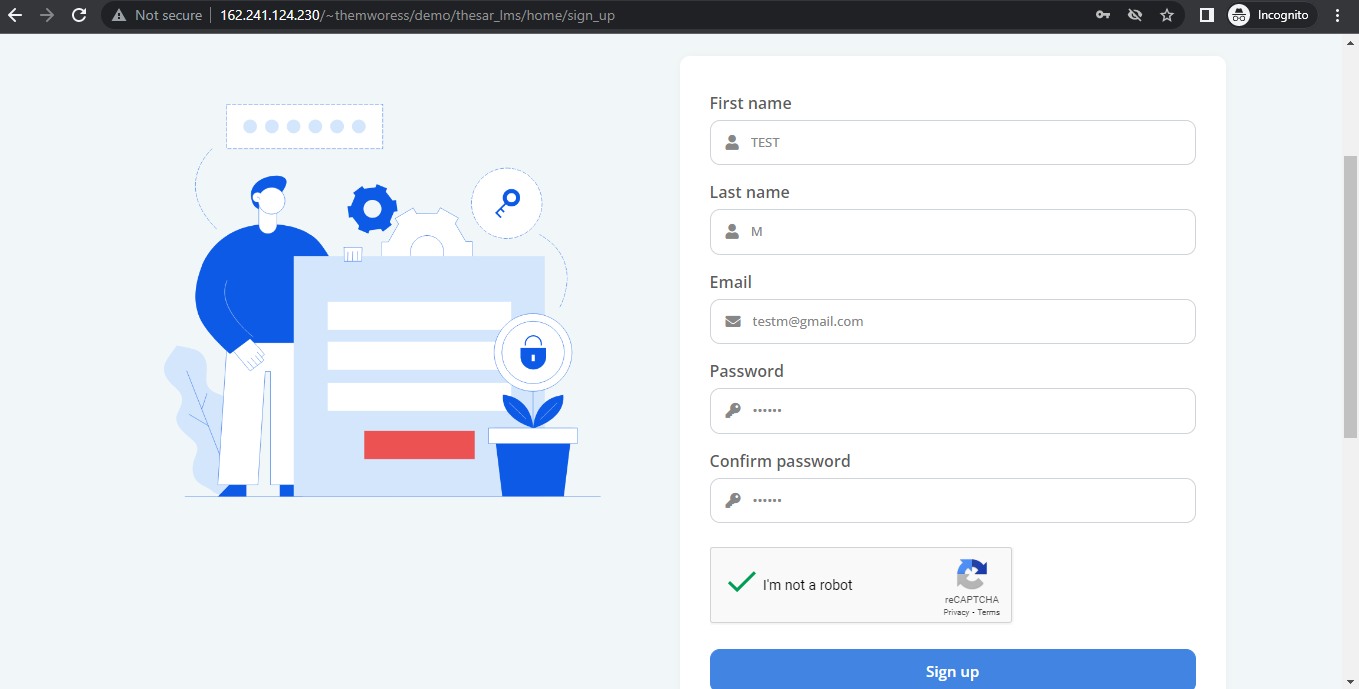 Not secure | 162.241.124.230/~themworess/demo/thesar_lms/home/sign_up
Incognito
First name
TEST
Last name
M
Email
testm@gmail.com
Password
••••••
Confirm password
••••••
I'm not a robot
reCAPTCHA
Privacy - Terms
Sign up